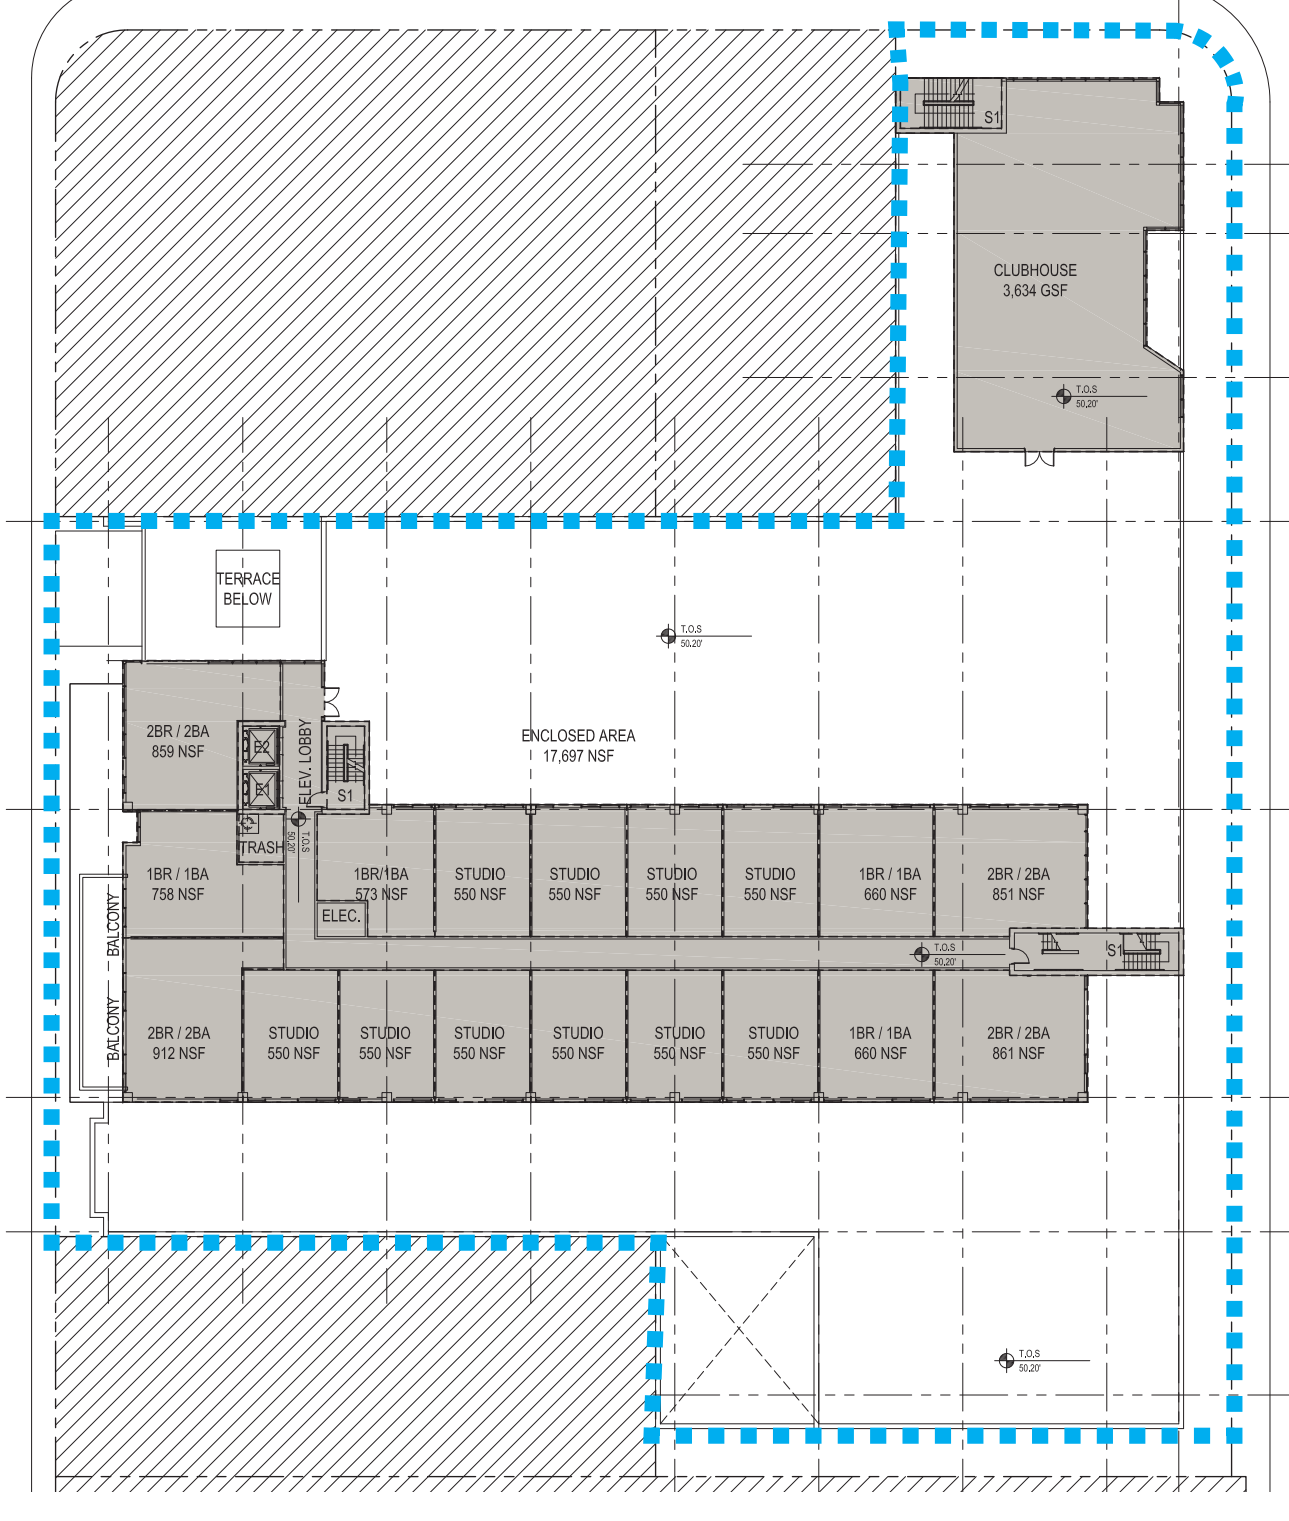 S1
CLUBHOUSE
3,634 GSF
T.O.S
50.20'
TERRACE
BELOW
T.O.S
50.20'
2BR / 2BA
859 NSF
E2
E1
ELEV. LOBBY
S1
ENCLOSED AREA
17,697 NSF
TRASH
T.O.S
50.20'
1BR / 1BA
758 NSF
1BR/1BA
573 NSF
STUDIO
550 NSF
STUDIO
550 NSF
STUDIO
550 NSF
STUDIO
550 NSF
1BR / 1BA
660 NSF
2BR / 2BA
851 NSF
ELEC.
BALCONY
T.O.S
50.20'
S1
BALCONY
2BR / 2BA
912 NSF
STUDIO
550 NSF
STUDIO
550 NSF
STUDIO
550 NSF
STUDIO
550 NSF
STUDIO
550 NSF
STUDIO
550 NSF
1BR / 1BA
660 NSF
2BR / 2BA
861 NSF
T.O.S
50.20'